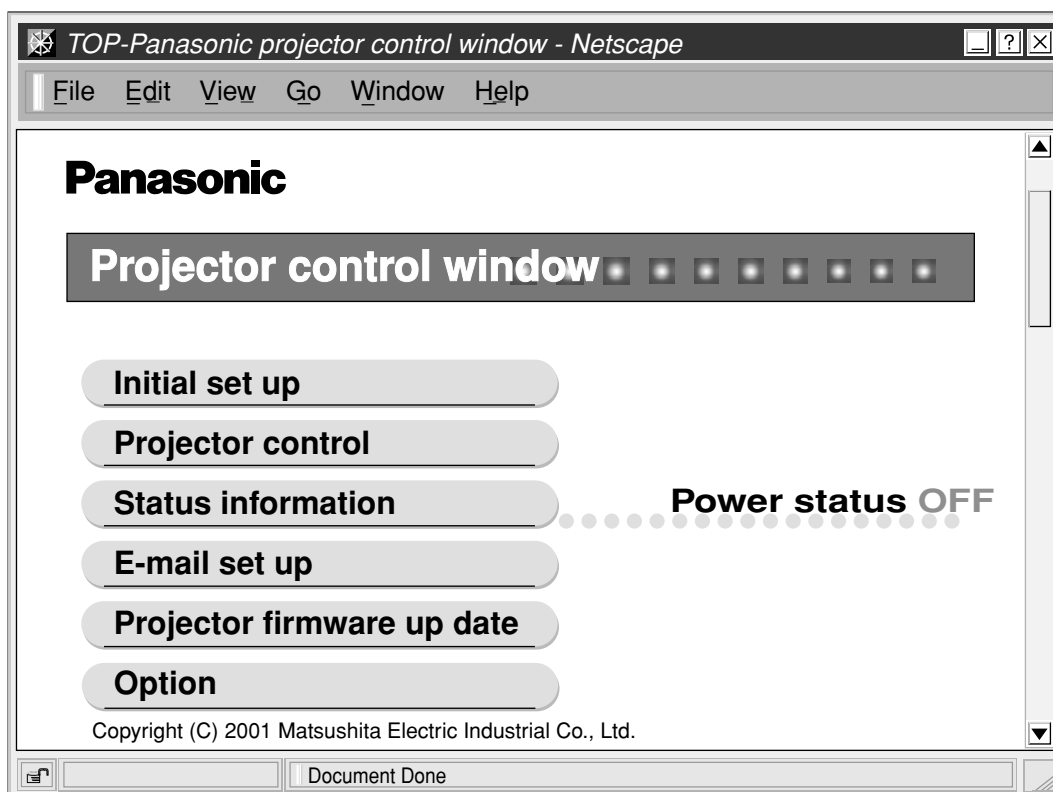 TOP-Panasonic projector control window - Netscape
File Edit View Go Window Help
Panasonic
Projector control window
Initial set up
Projector control
Status information
Power status OFF
E-mail set up
Projector firmware up date
Option
Copyright (C) 2001 Matsushita Electric Industrial Co., Ltd.
Document Done